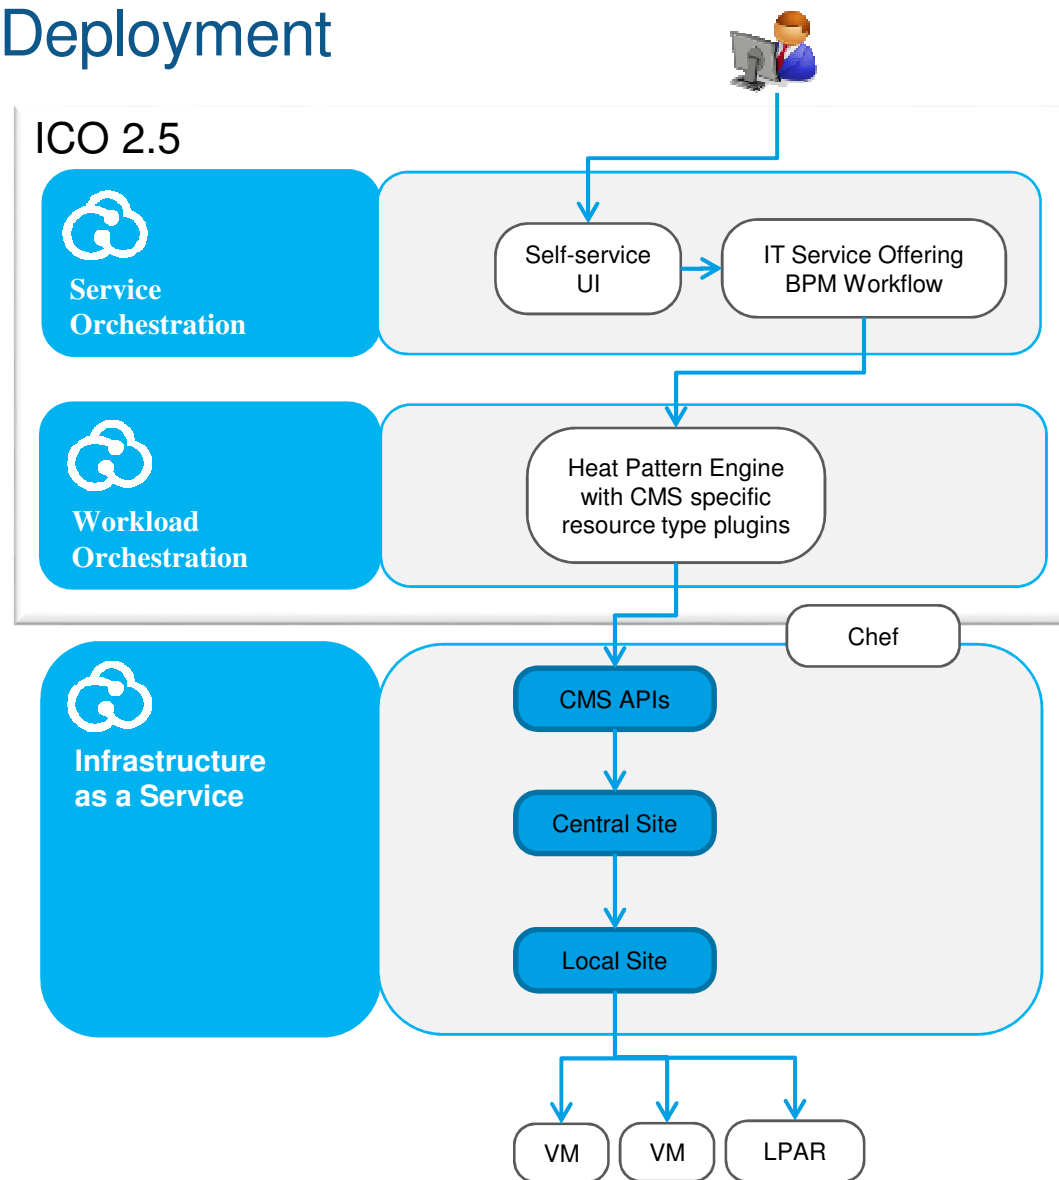 Deployment
ICO 2.5
Service
Orchestration
Self-service
UI
IT Service Offering
BPM Workflow
Workload
Orchestration
Heat Pattern Engine
with CMS specific
resource type plugins
Chef
Infrastructure
as a Service
CMS APIs
Central Site
Local Site
VM
VM
LPAR